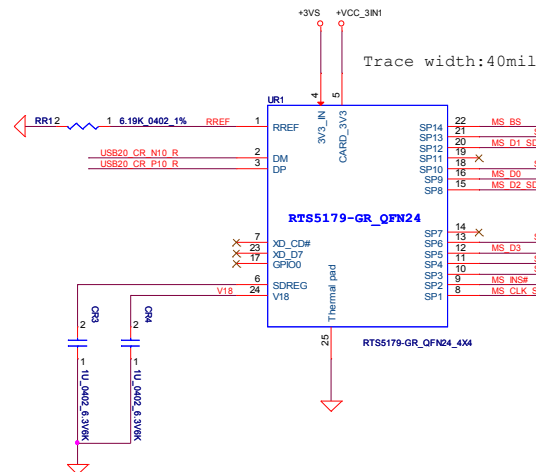 +3VS
+VCC_3IN1
Trace width:40mil
4
5
UR1
3V3_IN
CARD_3V3
RR1 2
1
6.19K_0402_1%
RREF
1
RREF
USB20_CR_N10_R
2
DM
USB20_CR_P10_R
3
DP
SP14
22
MS_BS
SP13
21
SP12
20
MS_D1_SD
SP11
19
SP10
18
SP9
16
MS_D0
SP8
15
MS_D2_SD
RTS5179-GR_QFN24
SP7
14
SP6
13
SP5
12
MS_D3
SP4
11
SP3
10
SP2
9
MS_INS#
SP1
8
MS_CLK_S
7
XD_CD#
23
XD_D7
17
GPIO0
6
SDREG
V18
24
V18
Thermal pad
25
RTS5179-GR_QFN24_4X4
2
CR3
1
1U_0402_6.3V6K
2
CR4
1
1U_0402_6.3V6K